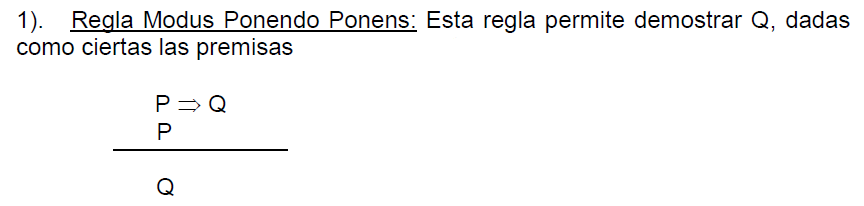 1). Regla Modus Ponendo Ponens: Esta regla permite demostrar Q, dadas
como ciertas las premisas
P ⇒ Q
P
Q